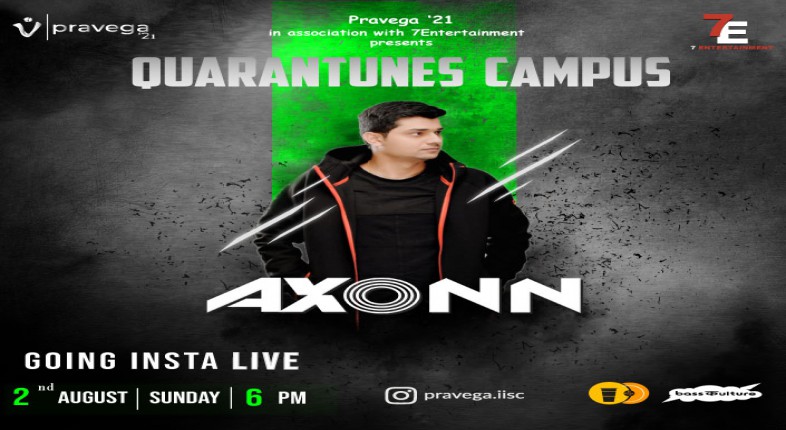 pravega
21
Pravega '21
in association with 7Entertainment
presents
7E
7 ENTERTAINMENT
QUARANTUNES CAMPUS
AXONN
GOING INSTA LIVE
2nd AUGUST | SUNDAY | 6 PM
pravega.iisc
bass Culture